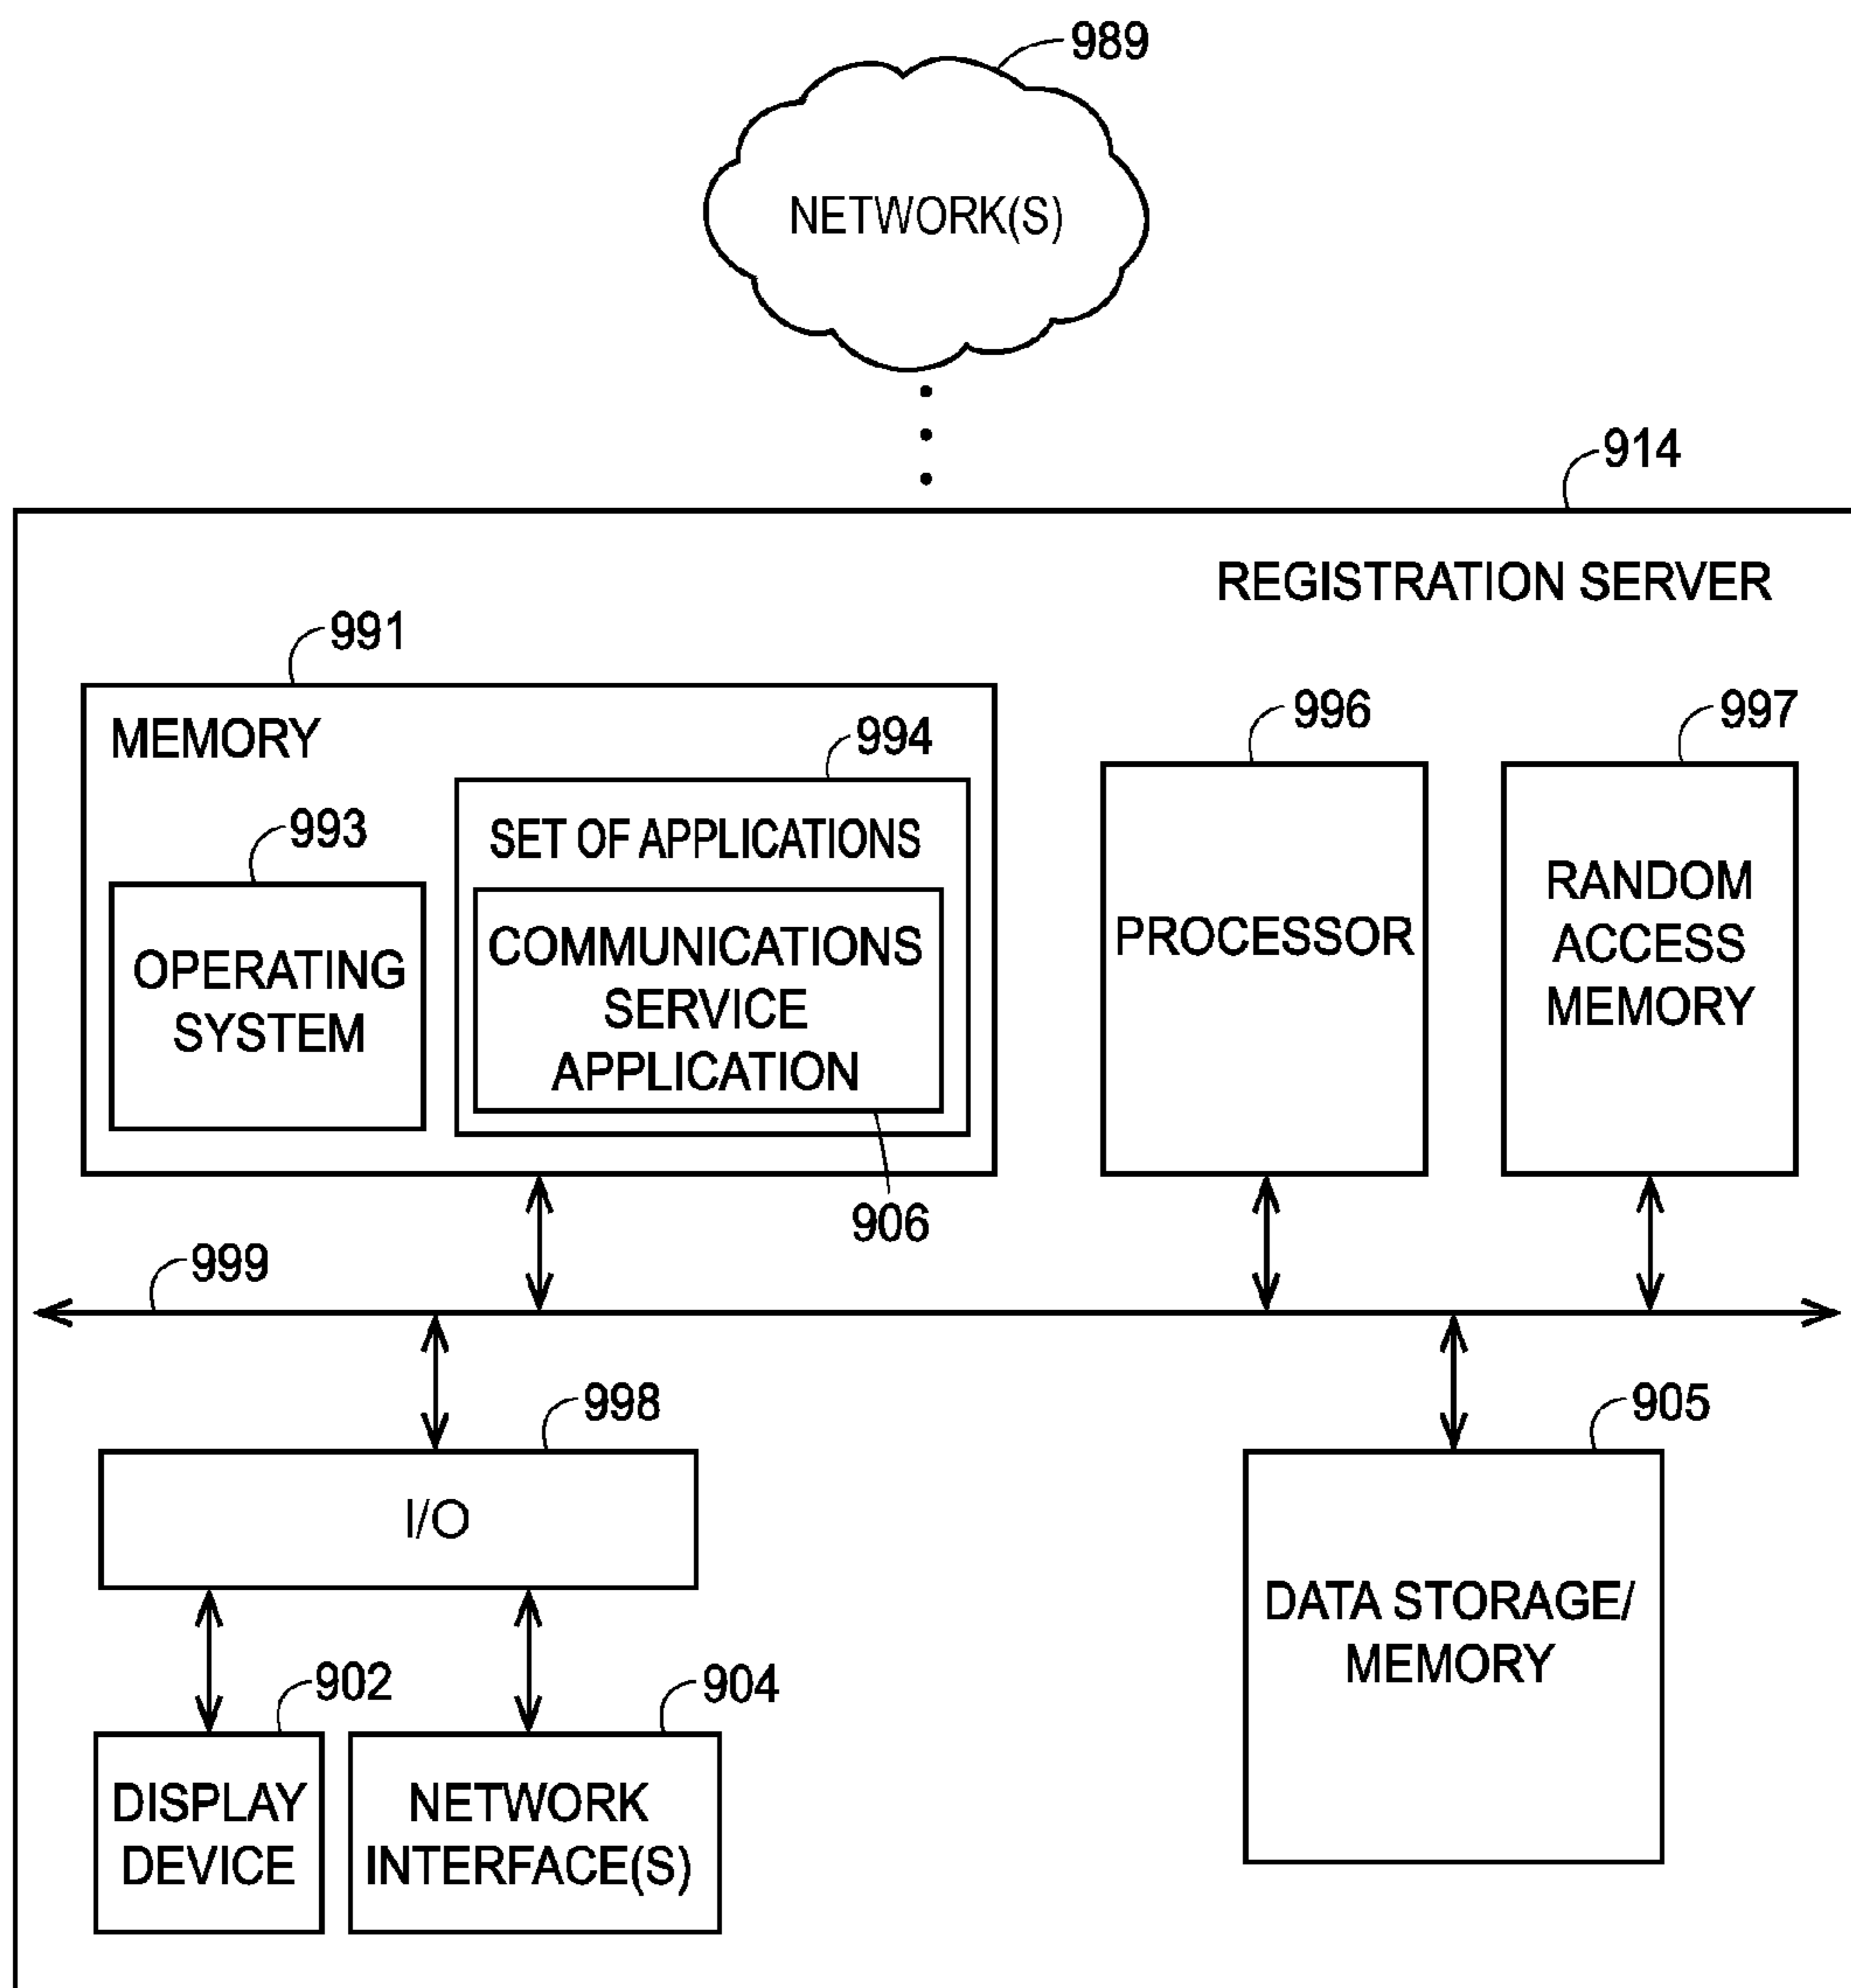 989
NETWORK(S)
914
REGISTRATION SERVER
991
MEMORY
994
SET OF APPLICATIONS
993
OPERATING
SYSTEM
COMMUNICATIONS
SERVICE
APPLICATION
906
996
PROCESSOR
997
RANDOM
ACCESS
MEMORY
999
998
I/O
905
DATA STORAGE/
MEMORY
902
DISPLAY
DEVICE
904
NETWORK
INTERFACE(S)